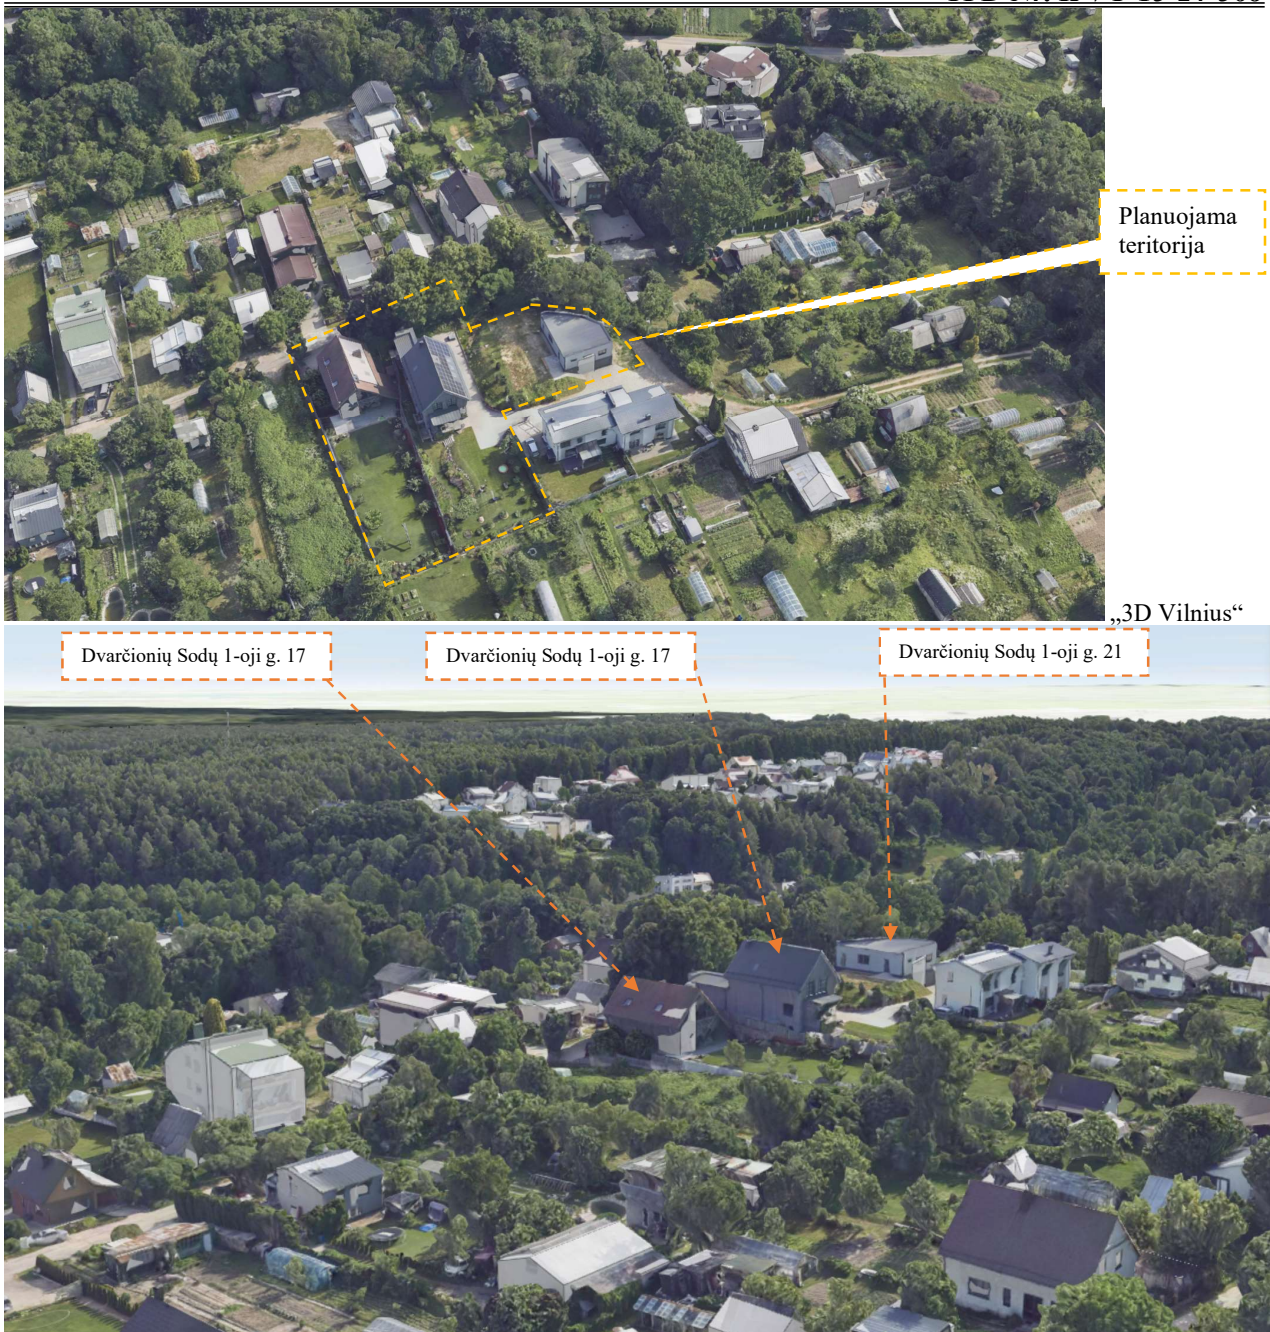 Planuojama
teritorija
„3D Vilnius“
Dvarčionių Sodų 1-oji g. 17
Dvarčionių Sodų 1-oji g. 17
Dvarčionių Sodų 1-oji g. 21